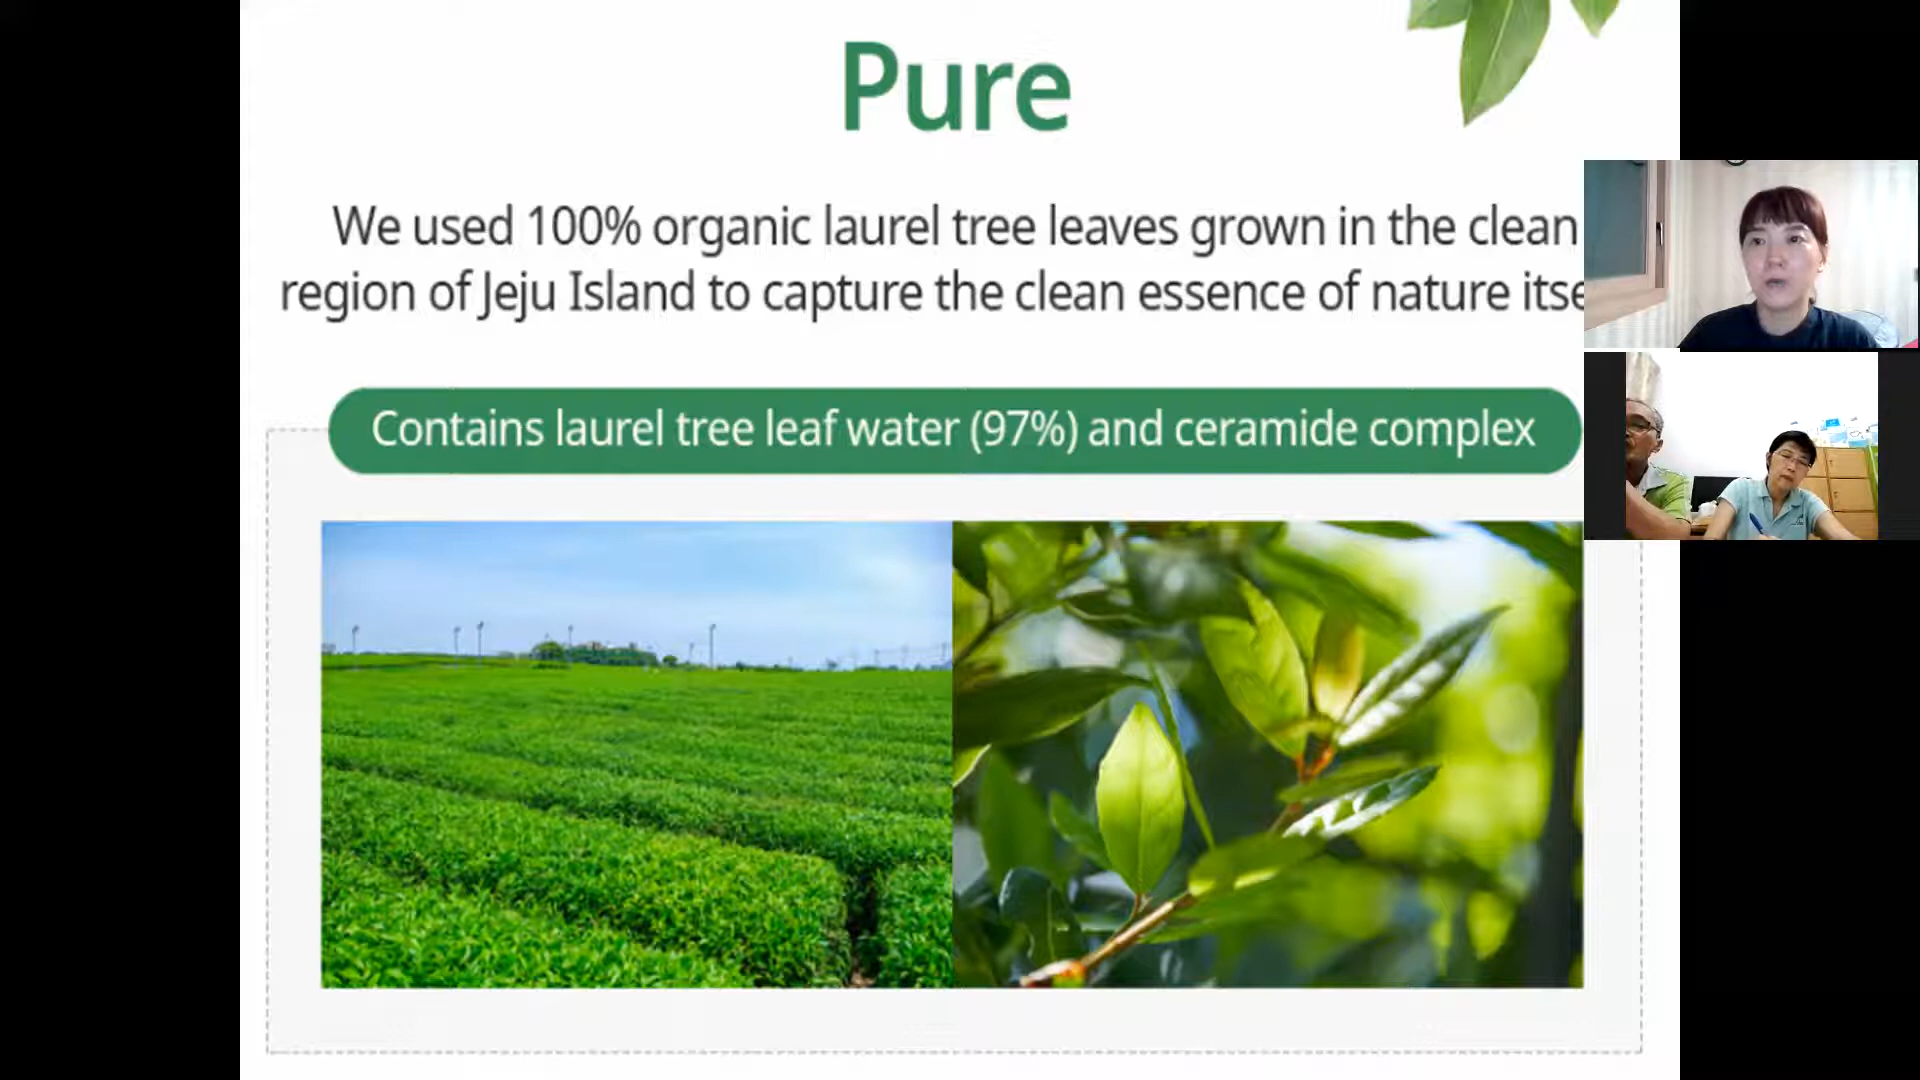 Pure
We used 100% organic laurel tree leaves grown in the clean
region of Jeju Island to capture the clean essence of nature
Contains laurel tree leaf water (97%) and ceramide complex